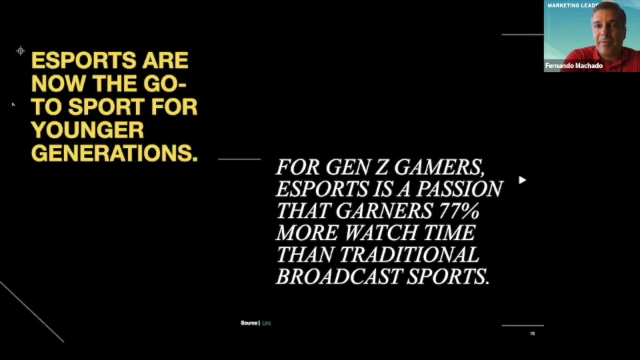 MARKETING LEAD
Fernando Machado
ESPORTS ARE
NOW THE GO-
TO SPORT FOR
YOUNGER
GENERATIONS.
FOR GEN Z GAMERS,
ESPORTS IS A PASSION
THAT GARNERS 77%
MORE WATCH TIME
THAN TRADITIONAL
BROADCAST SPORTS.
Source |
16